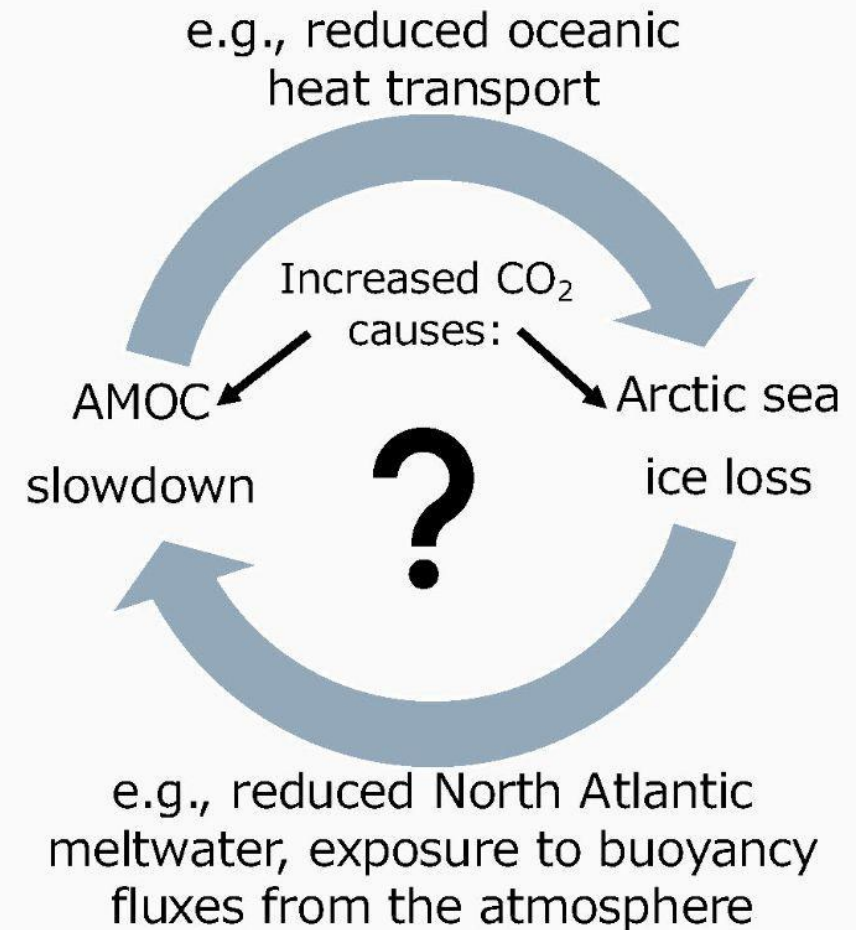 e.g., reduced oceanic
heat transport
Increased CO₂
causes:
AMOC
slowdown
Arctic sea
ice loss
?
e.g., reduced North Atlantic
meltwater, exposure to buoyancy
fluxes from the atmosphere